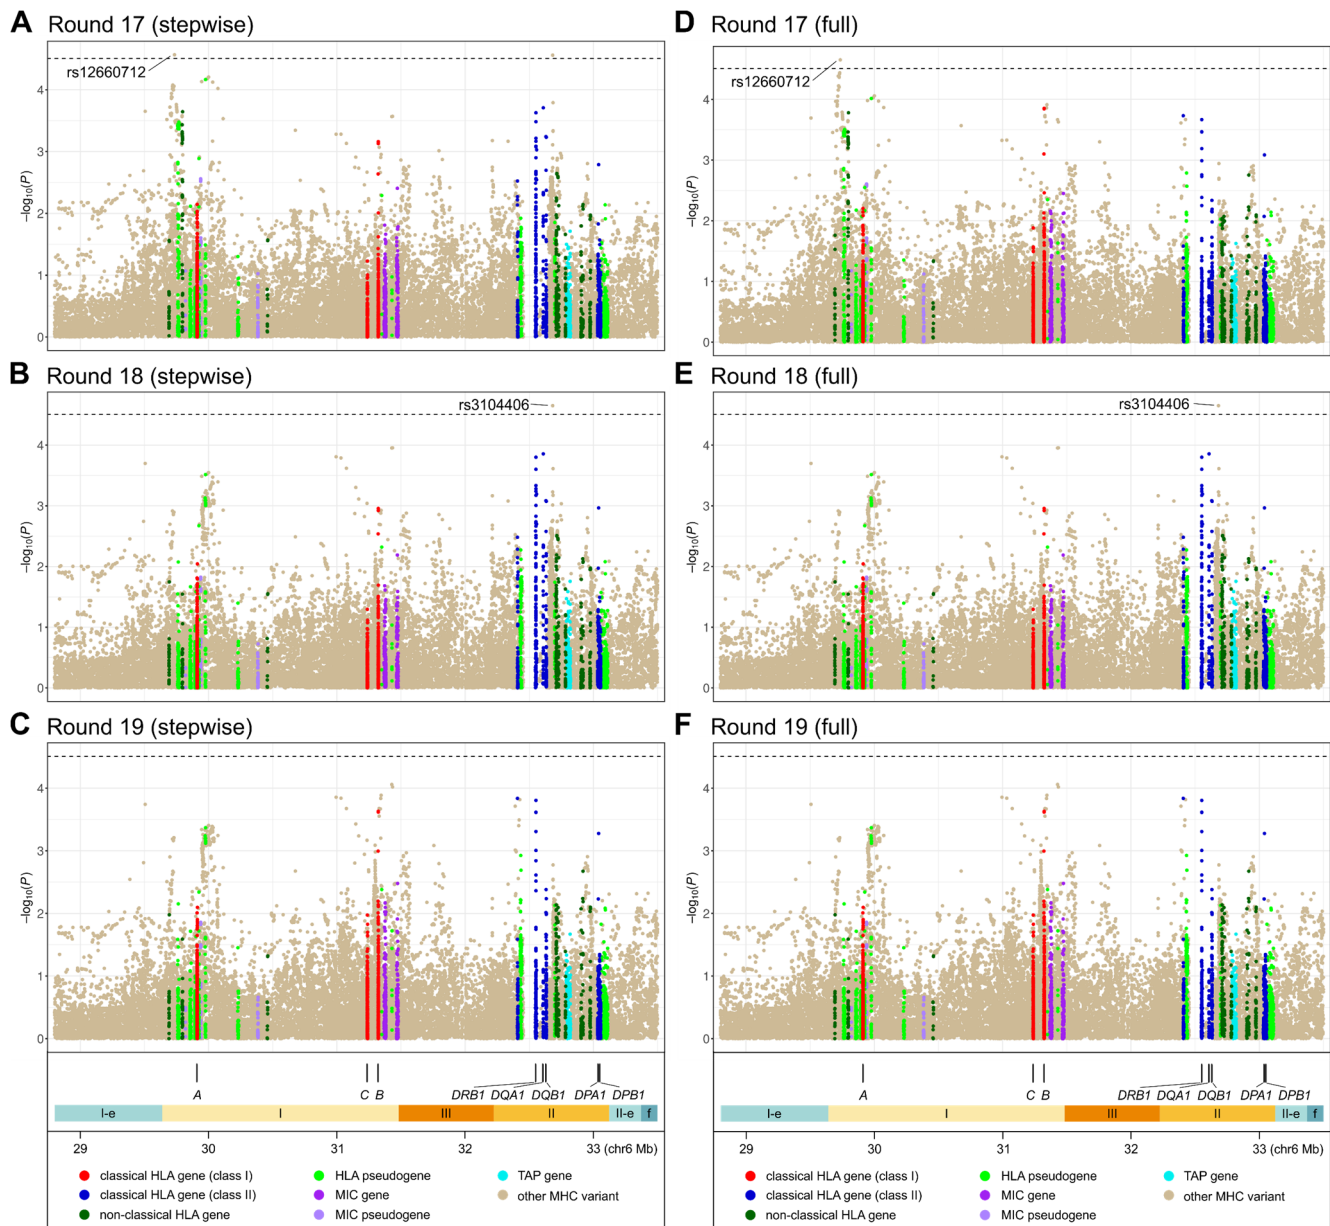 A Round 17 (stepwise)
rs12660712
4
3
2
1
0
−log10(P)
B Round 18 (stepwise)
rs3104406
4
3
2
1
0
−log10(P)
C Round 19 (stepwise)
4
3
2
1
0
−log10(P)
A C B DRB1 DQA1 DQB1 DPA1 DPB1
I-e I III II II-e f
29 30 31 32 33 (chr6 Mb)
classical HLA gene (class I) HLA pseudogene TAP gene
classical HLA gene (class II) MIC gene other MHC variant
non-classical HLA gene MIC pseudogene
D Round 17 (full)
rs12660712
4
3
2
1
0
−log10(P)
E Round 18 (full)
rs3104406
4
3
2
1
0
−log10(P)
F Round 19 (full)
4
3
2
1
0
−log10(P)
A C B DRB1 DQA1 DQB1 DPA1 DPB1
I-e I III II II-e f
29 30 31 32 33 (chr6 Mb)
classical HLA gene (class I) HLA pseudogene TAP gene
classical HLA gene (class II) MIC gene other MHC variant
non-classical HLA gene MIC pseudogene